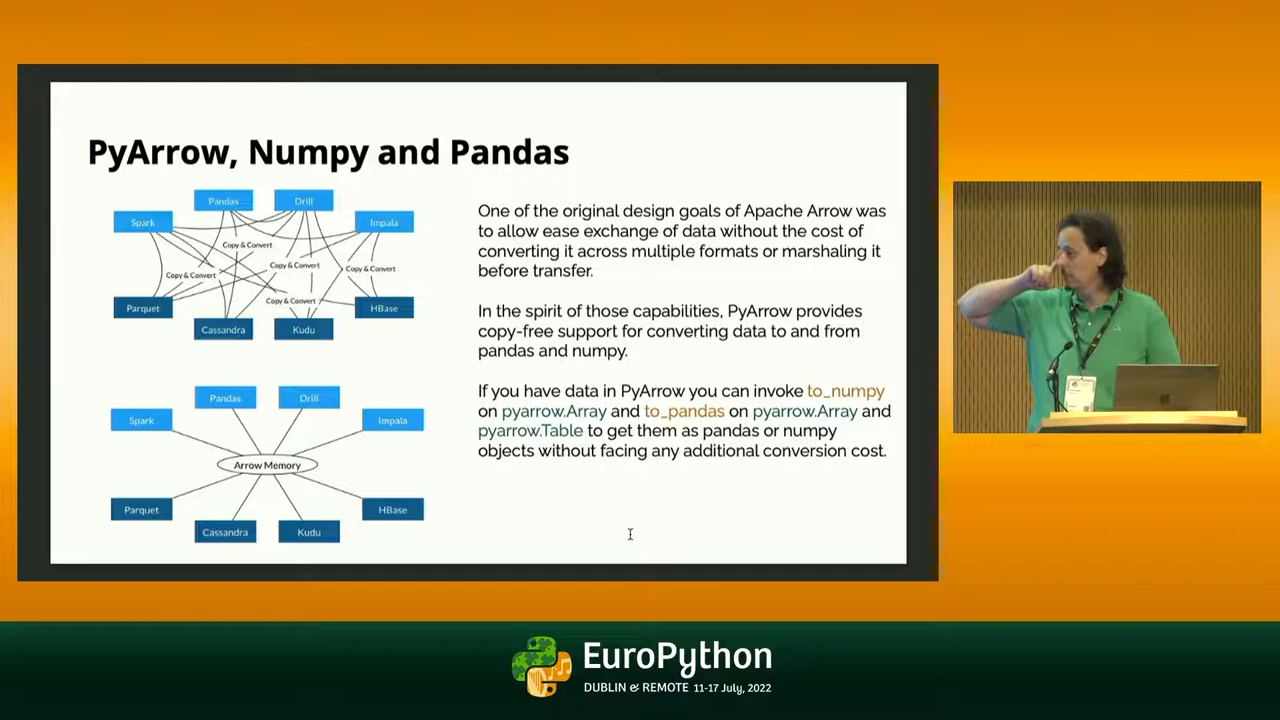 PyArrow, Numpy and Pandas
Pandas
Drill
Spark
Impala
Copy & Convert
Copy & Convert
Copy & Convert
Copy & Convert
Copy & Convert
Parquet
HBase
Cassandra
Kudu
Pandas
Drill
Spark
Impala
Arrow Memory
Parquet
HBase
Cassandra
Kudu
One of the original design goals of Apache Arrow was
to allow ease exchange of data without the cost of
converting it across multiple formats or marshaling it
before transfer.
In the spirit of those capabilities, PyArrow provides
copy-free support for converting data to and from
pandas and numpy.
If you have data in PyArrow you can invoke to_numpy
on pyarrow.Array and to_pandas on pyarrow.Array and
pyarrow.Table to get them as pandas or numpy
objects without facing any additional conversion cost.
EuroPython
DUBLIN & REMOTE 11-17 July, 2022